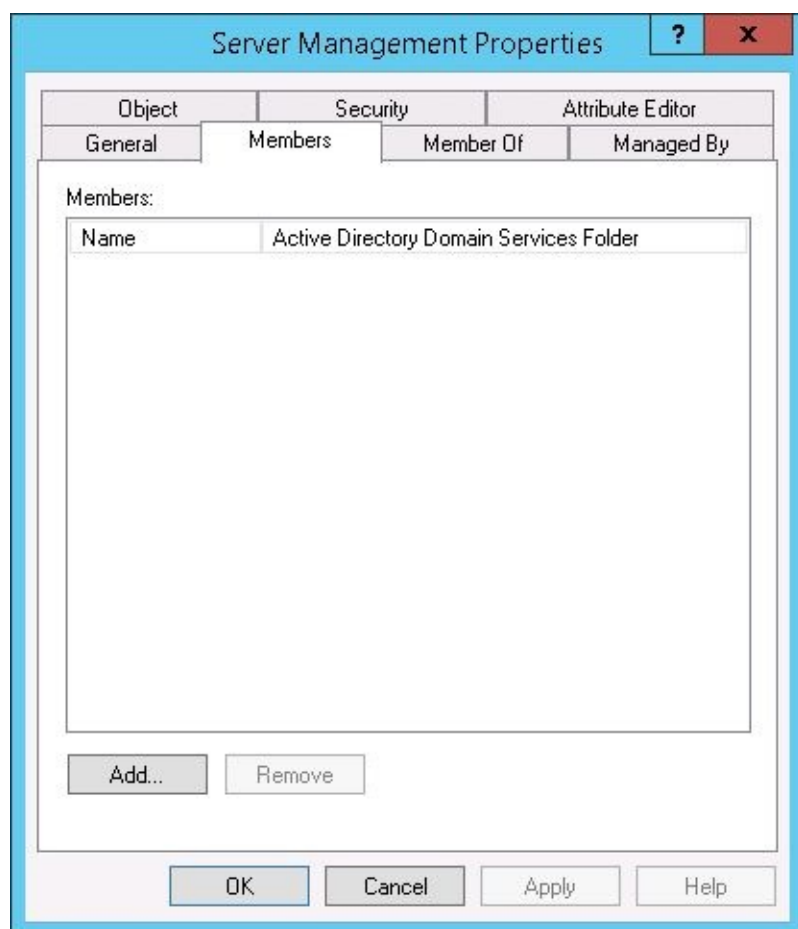 Server Management Properties ? x
Object Security Attribute Editor
General Members Member Of Managed By
Members:
Name Active Directory Domain Services Folder
Add... Remove
OK Cancel Apply Help